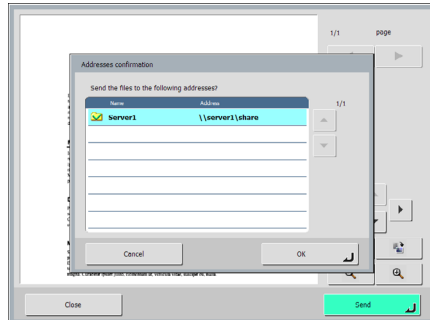 1/1 page
Addresses confirmation
Send the files to the following addresses?
Name Address
1/1
Server1 \\server1\share
Cancel OK
Close Send